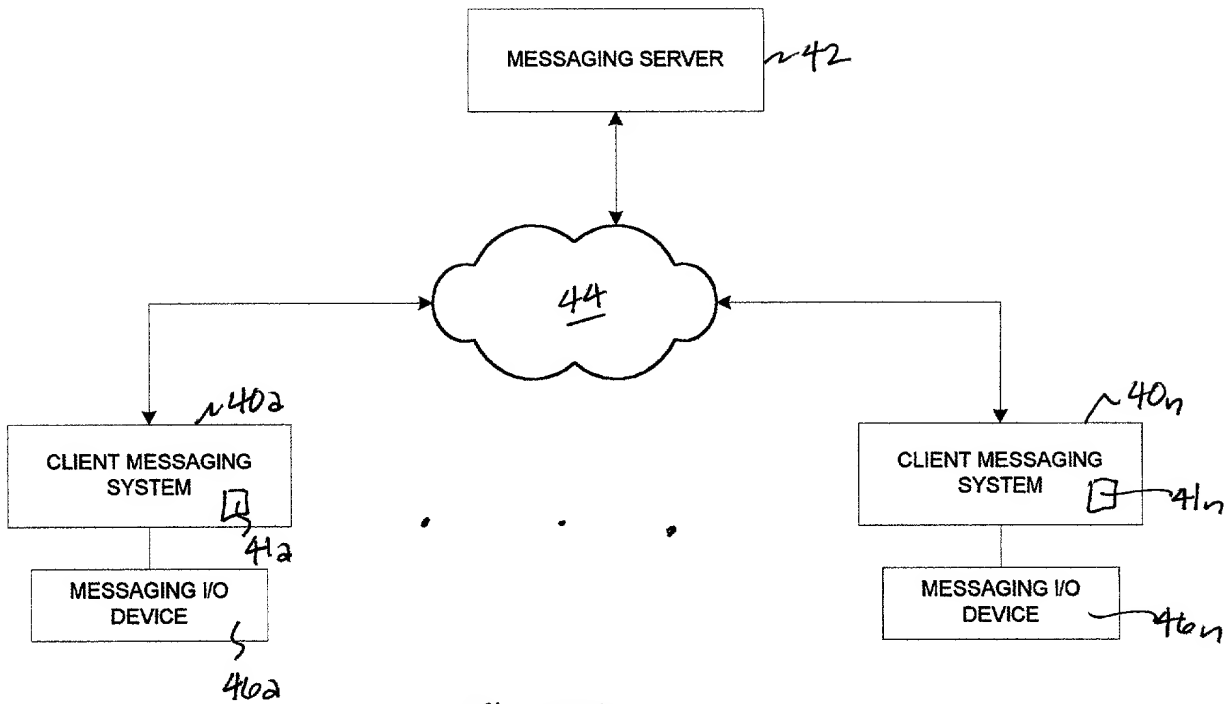 MESSAGING SERVER
42
44
40a
40n
CLIENT MESSAGING
SYSTEM
41a
CLIENT MESSAGING
SYSTEM
41n
MESSAGING I/O
DEVICE
46a
MESSAGING I/O
DEVICE
46n